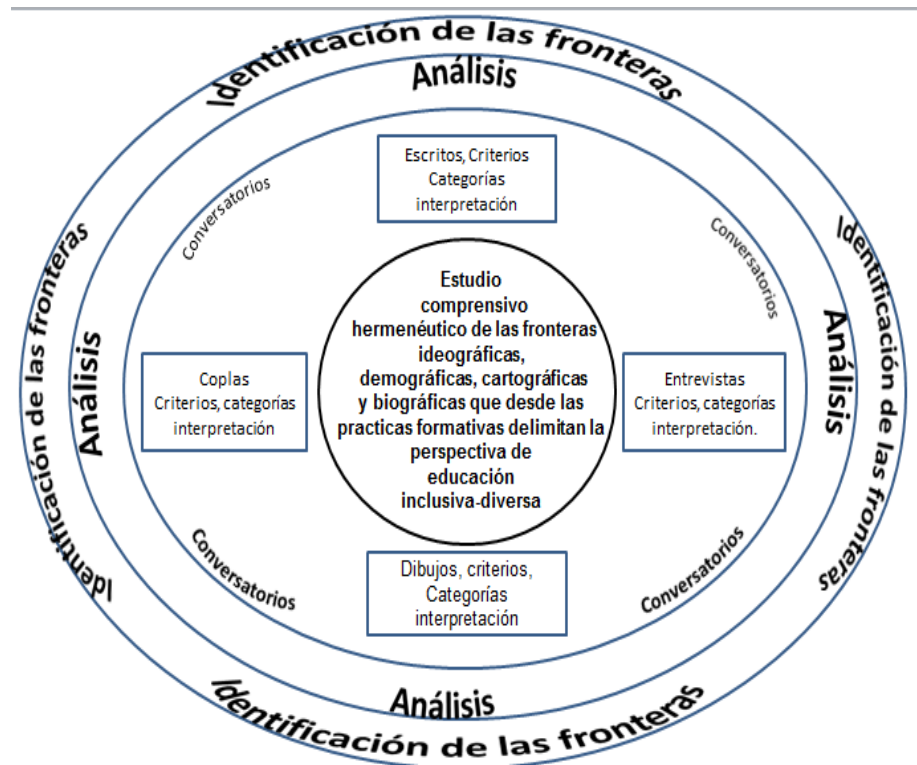 Identificación de las fronteras
Análisis
Escritos, Criterios
Categorías
interpretación
Conversatorios
Conversatorios
Identificación de las fronteras
Análisis
Coplas
Criterios, categorías
interpretación
Estudio
comprensivo
hermenéutico de las fronteras
ideográficas,
demográficas, cartográficas
y biográficas que desde las
practicas formativas delimitan la
perspectiva de
educación
inclusiva-diversa
Entrevistas
Criterios, categorías
interpretación.
Análisis
Identificación de las fronteras
Conversatorios
Conversatorios
Dibujos, criterios,
Categorías
interpretación
Análisis
Identificación de las fronteras